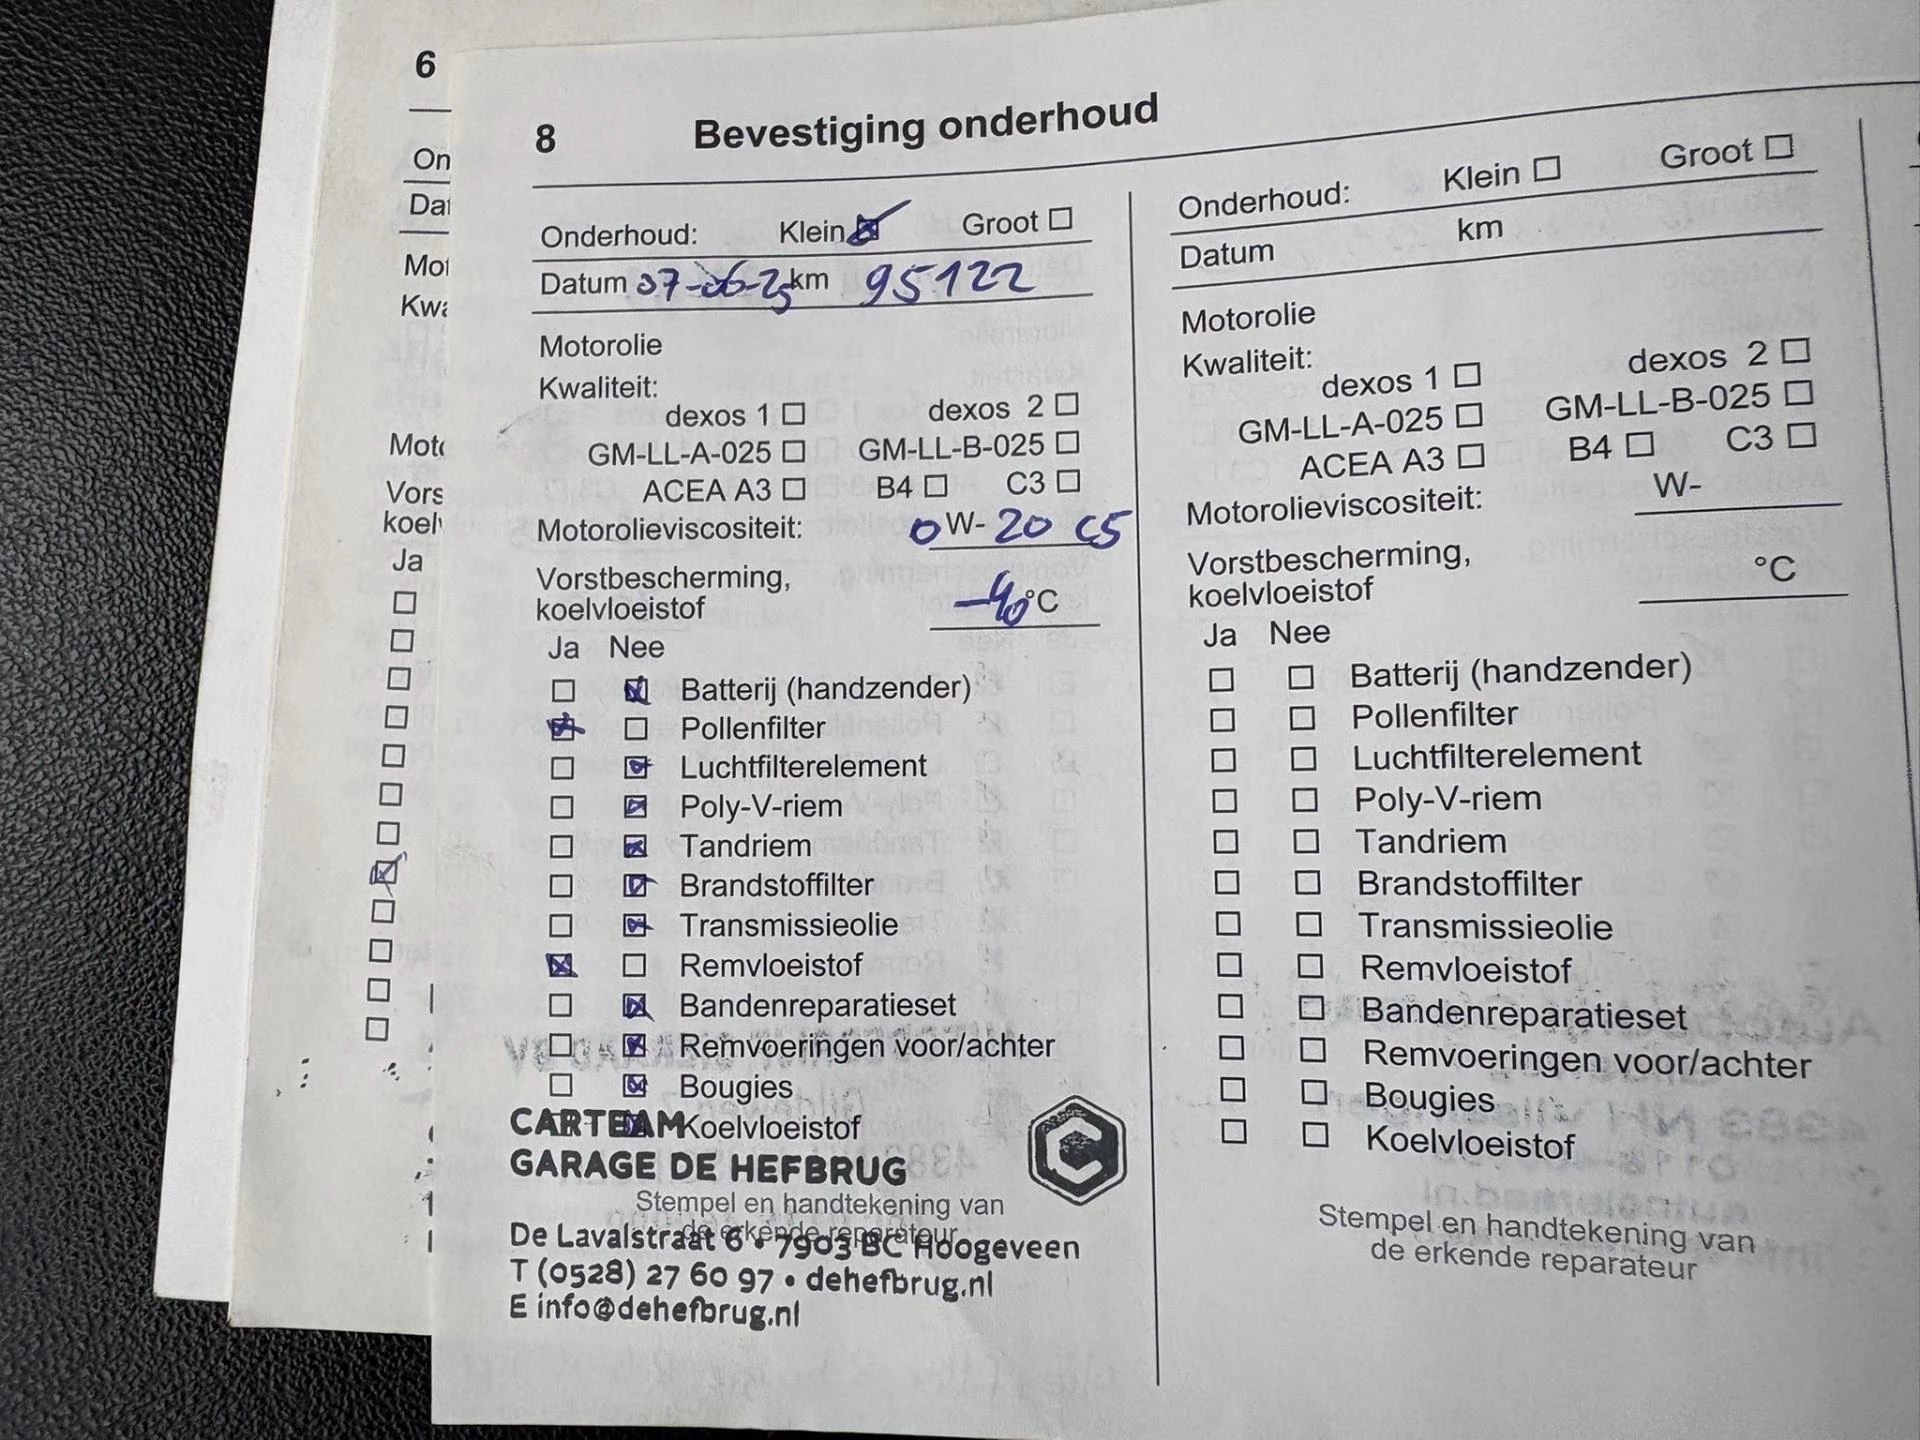 6
On
Dat
Mot
Kwa
Moto
Vors
koelv
Ja
8 Bevestiging onderhoud
Onderhoud: Klein Groot
Datum 07-06-25 km 95122
Motorolie
Kwaliteit:
dexos 1 dexos 2
GM-LL-A-025 GM-LL-B-025
ACEA A3 B4 C3
Motorolieviscositeit: 0 W- 20 C5
Vorstbescherming,
koelvloeistof -40 °C
Ja Nee
Batterij (handzender)
Pollenfilter
Luchtfilterelement
Poly-V-riem
Tandriem
Brandstoffilter
Transmissieolie
Remvloeistof
Bandenreparatieset
Remvoeringen voor/achter
Bougies
Koelvloeistof
CARTEAM
GARAGE DE HEFBRUG
Stempel en handtekening van
de erkende reparateur
De Lavalstraat 6 • 7903 BC Hoogeveen
T (0528) 27 60 97 • dehefbrug.nl
E info@dehefbrug.nl
Onderhoud: Klein Groot
Datum km
Motorolie
Kwaliteit:
dexos 1 dexos 2
GM-LL-A-025 GM-LL-B-025
ACEA A3 B4 C3
Motorolieviscositeit: W-
Vorstbescherming,
koelvloeistof °C
Ja Nee
Batterij (handzender)
Pollenfilter
Luchtfilterelement
Poly-V-riem
Tandriem
Brandstoffilter
Transmissieolie
Remvloeistof
Bandenreparatieset
Remvoeringen voor/achter
Bougies
Koelvloeistof
Stempel en handtekening van
de erkende reparateur